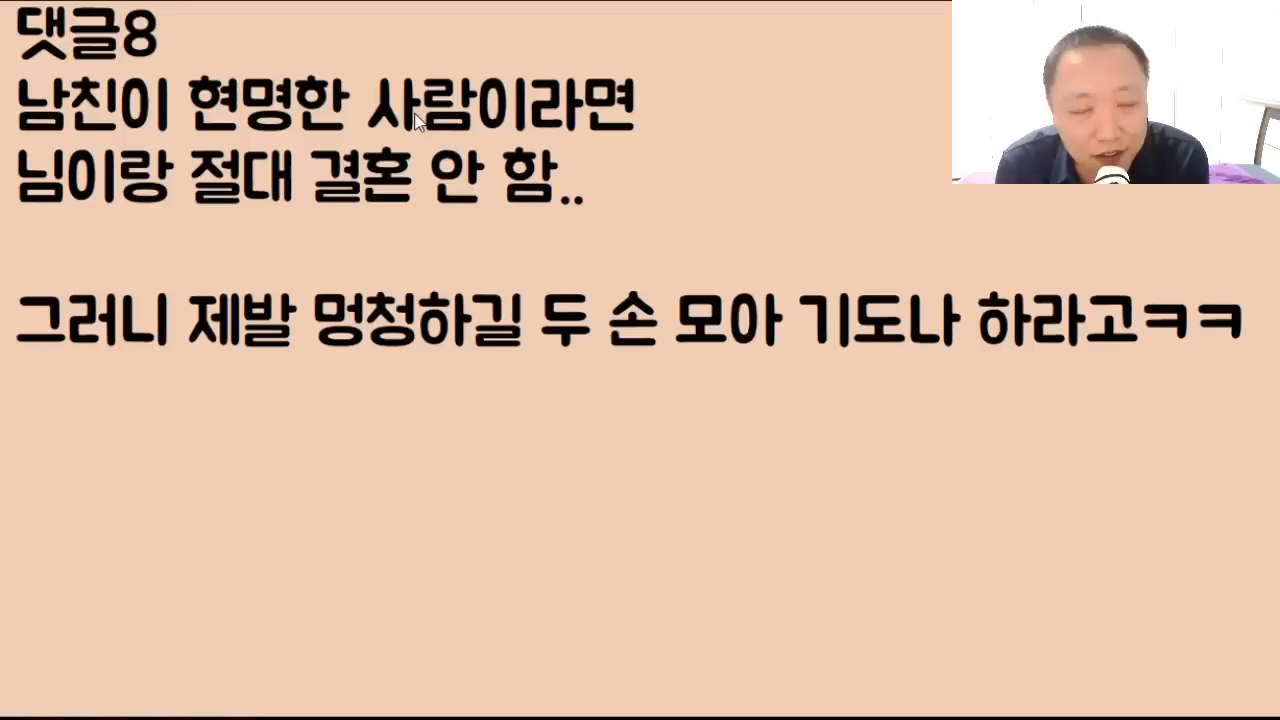 댓글8
남친이 현명한 사람이라면
님이랑 절대 결혼 안 함..
그러니 제발 멍청하길 두 손 모아 기도나 하라고ㅋㅋ